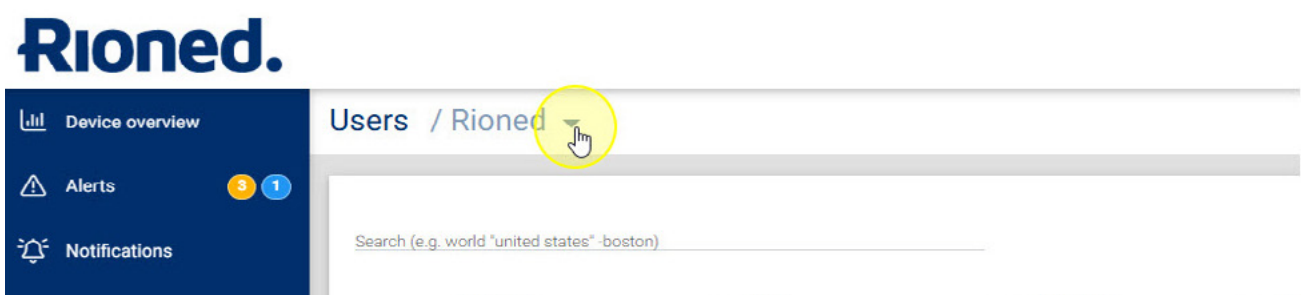 Rioned.
Device overview
Users / Rioned
Alerts 3 1
Search (e.g. world "united states" -boston)
Notifications